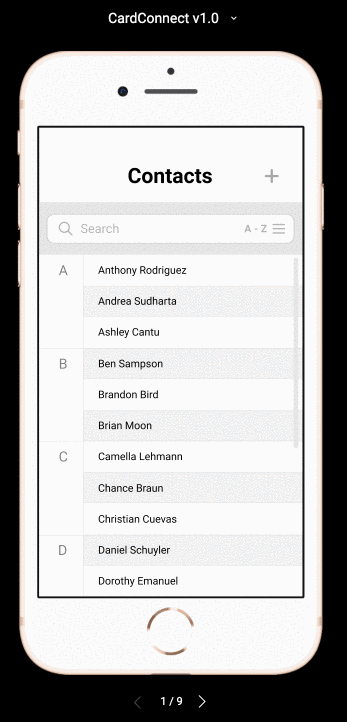 CardConnect v1.0
Contacts
Search A - Z
A Anthony Rodriguez
Andrea Sudharta
Ashley Cantu
B Ben Sampson
Brandon Bird
Brian Moon
C Camella Lehmann
Chance Braun
Christian Cuevas
D Daniel Schuyler
Dorothy Emanuel
1 / 9